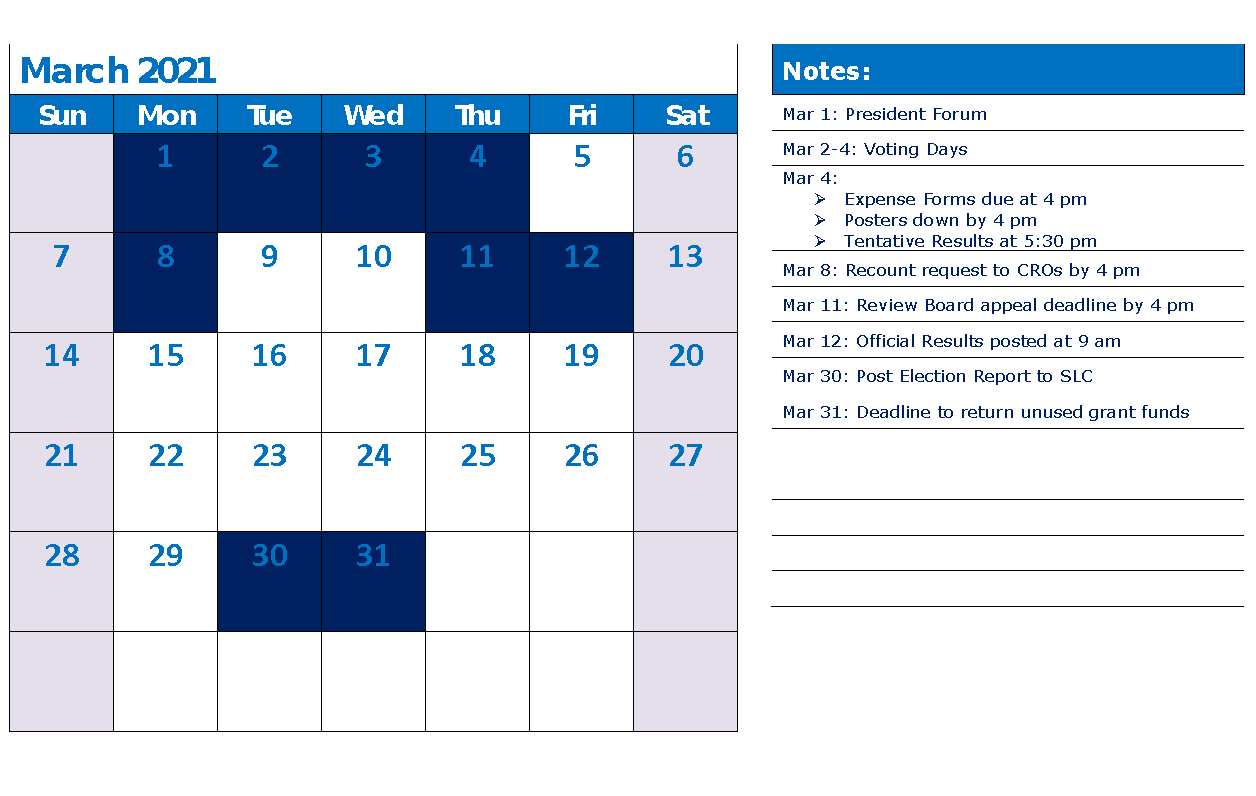 March 2021
Sun Mon Tue Wed Thu Fri Sat
1 2 3 4 5 6
7 8 9 10 11 12 13
14 15 16 17 18 19 20
21 22 23 24 25 26 27
28 29 30 31
Notes:
Mar 1: President Forum
Mar 2-4: Voting Days
Mar 4:
➢ Expense Forms due at 4 pm
➢ Posters down by 4 pm
➢ Tentative Results at 5:30 pm
Mar 8: Recount request to CROs by 4 pm
Mar 11: Review Board appeal deadline by 4 pm
Mar 12: Official Results posted at 9 am
Mar 30: Post Election Report to SLC
Mar 31: Deadline to return unused grant funds